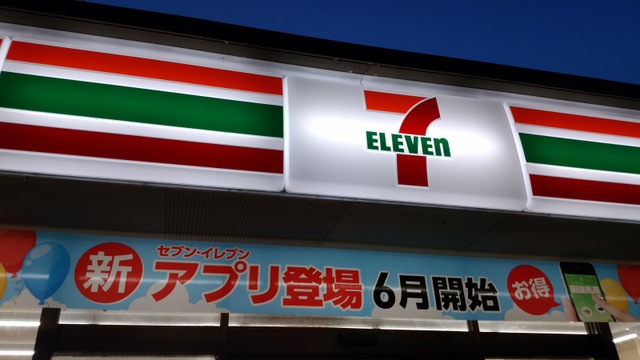 7
ELEVEn
新
セブン-イレブン
アプリ登場 6月開始
お得